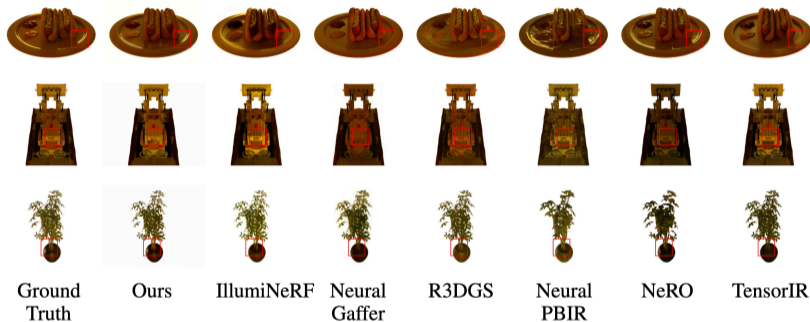 Ground Truth
Ours
IllumiNeRF
Neural Gaffer
R3DGS
Neural PBIR
NeRO
TensorIR